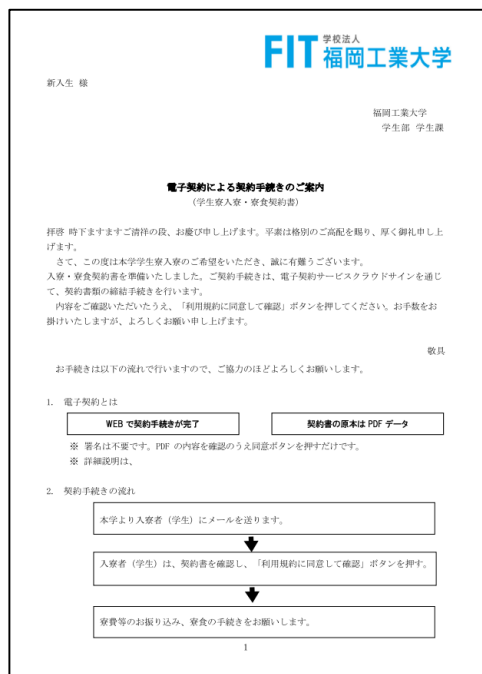 FIT 学校法人 福岡工業大学
新入生 様
福岡工業大学
学生部 学生課
電子契約による契約手続きのご案内
（学生寮入寮・寮食契約書）
拝啓 時下ますますご清祥の段、お慶び申し上げます。平素は格別のご高配を賜り、厚く御礼申し上
げます。
さて、この度は本学学生寮入寮のご希望をいただき、誠に有難うございます。
入寮・寮食契約書を準備いたしました。ご契約手続きは、電子契約サービスクラウドサインを通じ
て、契約書類の締結手続きを行います。
内容をご確認いただいたうえ、「利用規約に同意して確認」ボタンを押してください。お手数をお
掛けいたしますが、よろしくお願い申し上げます。
敬具
お手続きは以下の流れで行いますので、ご協力のほどよろしくお願いします。
1. 電子契約とは
WEB で契約手続きが完了
契約書の原本は PDF データ
※ 署名は不要です。PDF の内容を確認のうえ同意ボタンを押すだけです。
※ 詳細説明は、
2. 契約手続きの流れ
本学より入寮者（学生）にメールを送ります。
入寮者（学生）は、契約書を確認し、「利用規約に同意して確認」ボタンを押す。
寮費等のお振り込み、寮食の手続きをお願いします。
1